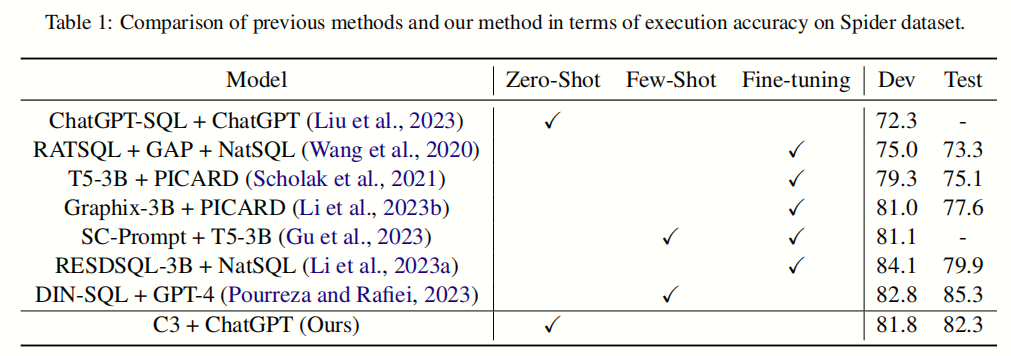 Table 1: Comparison of previous methods and our method in terms of execution accuracy on Spider dataset.
Model Zero-Shot Few-Shot Fine-tuning Dev Test
ChatGPT-SQL + ChatGPT (Liu et al., 2023) ✓ 72.3 -
RATSQL + GAP + NatSQL (Wang et al., 2020) ✓ 75.0 73.3
T5-3B + PICARD (Scholak et al., 2021) ✓ 79.3 75.1
Graphix-3B + PICARD (Li et al., 2023b) ✓ 81.0 77.6
SC-Prompt + T5-3B (Gu et al., 2023) ✓ ✓ 81.1 -
RESDSQL-3B + NatSQL (Li et al., 2023a) ✓ 84.1 79.9
DIN-SQL + GPT-4 (Pourreza and Rafiei, 2023) ✓ 82.8 85.3
C3 + ChatGPT (Ours) ✓ 81.8 82.3